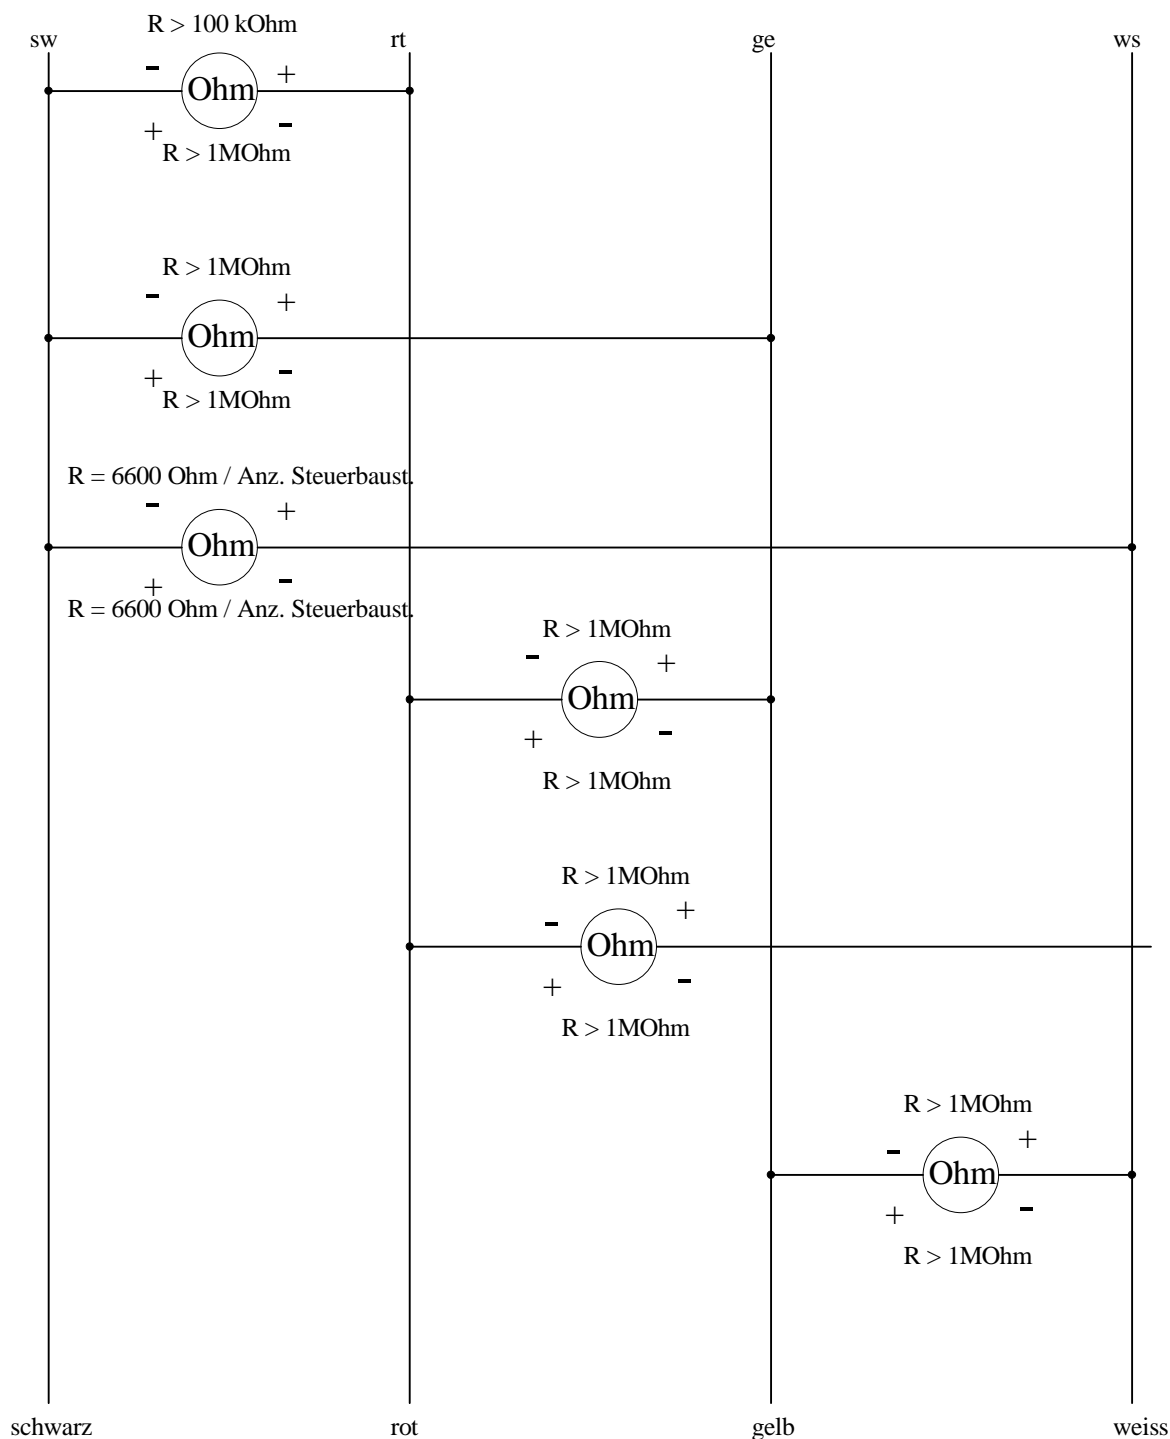 R > 100 kOhm
sw rt ge ws
- +
Ohm
+ -
R > 1MOhm
R > 1MOhm
- +
Ohm
+ -
R > 1MOhm
R = 6600 Ohm / Anz. Steuerbaust.
- +
Ohm
+ -
R = 6600 Ohm / Anz. Steuerbaust.
R > 1MOhm
- +
Ohm
+ -
R > 1MOhm
R > 1MOhm
- +
Ohm
+ -
R > 1MOhm
R > 1MOhm
- +
Ohm
+ -
R > 1MOhm
schwarz rot gelb weiss